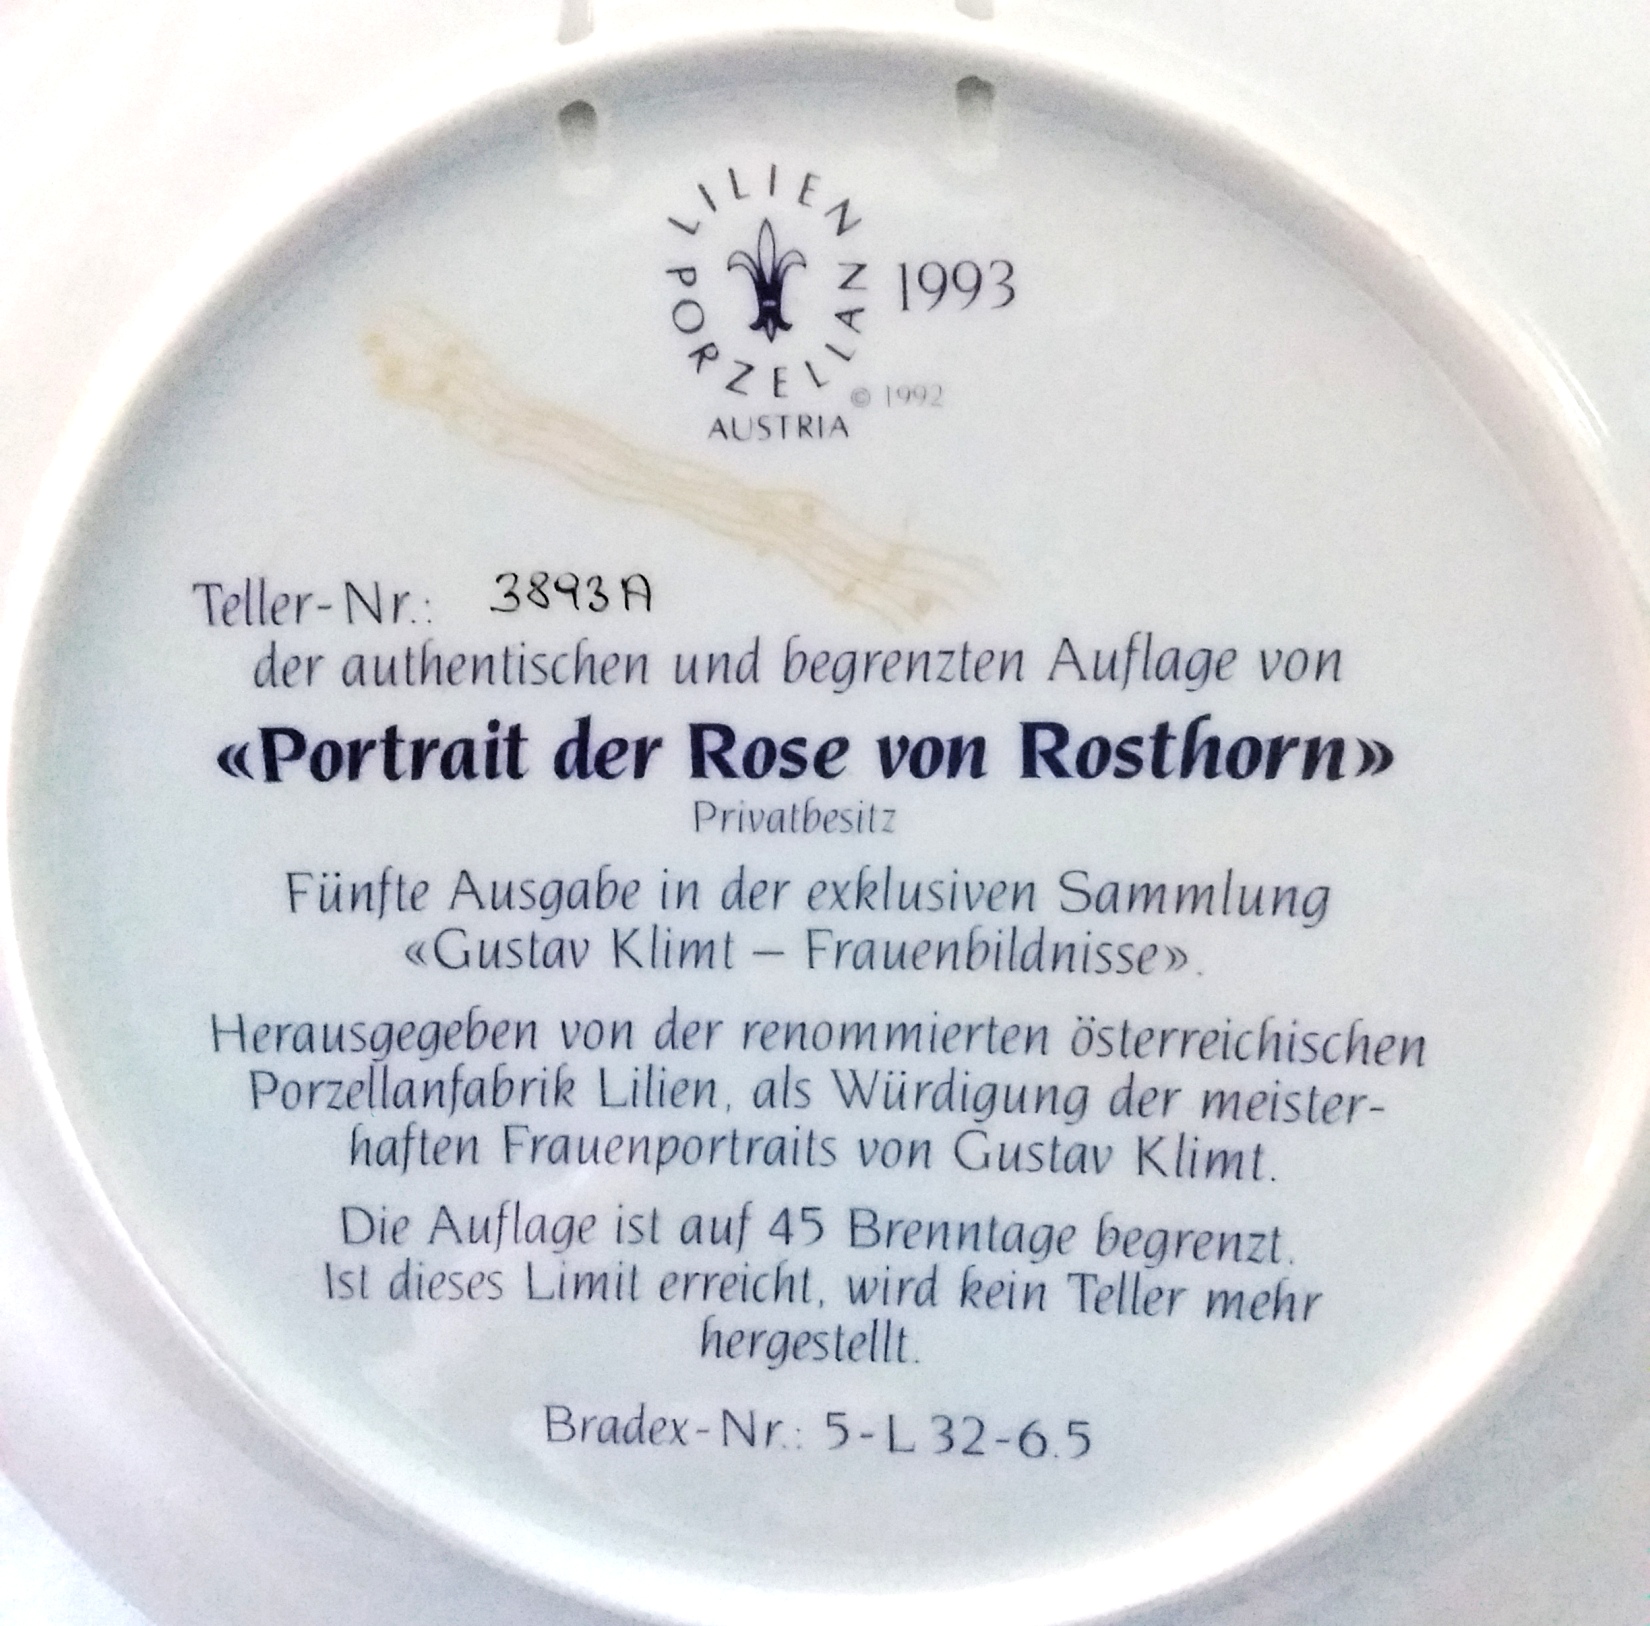 LILIEN
PORZELLAN
1993
© 1992
AUSTRIA
Teller-Nr.: 3893A
der authentischen und begrenzten Auflage von
«Portrait der Rose von Rosthorn»
Privatbesitz
Fünfte Ausgabe in der exklusiven Sammlung
«Gustav Klimt – Frauenbildnisse».
Herausgegeben von der renommierten österreichischen
Porzellanfabrik Lilien, als Würdigung der meister-
haften Frauenportraits von Gustav Klimt.
Die Auflage ist auf 45 Brenntage begrenzt.
Ist dieses Limit erreicht, wird kein Teller mehr
hergestellt.
Bradex-Nr.: 5-L32-6.5